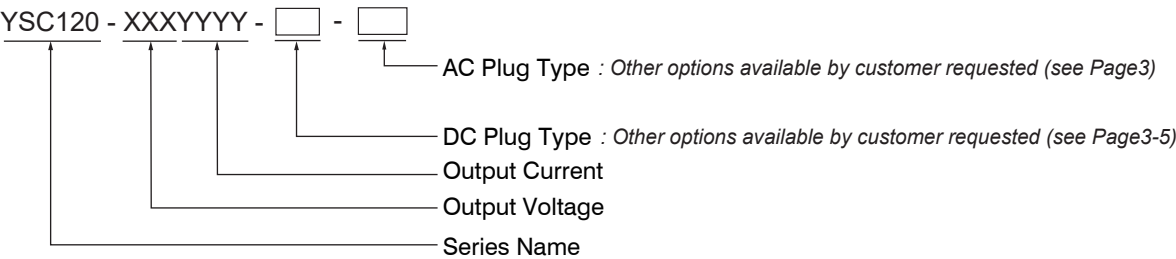 YSC120 - XXXYYYY - -
AC Plug Type : Other options available by customer requested (see Page3)
DC Plug Type : Other options available by customer requested (see Page3-5)
Output Current
Output Voltage
Series Name